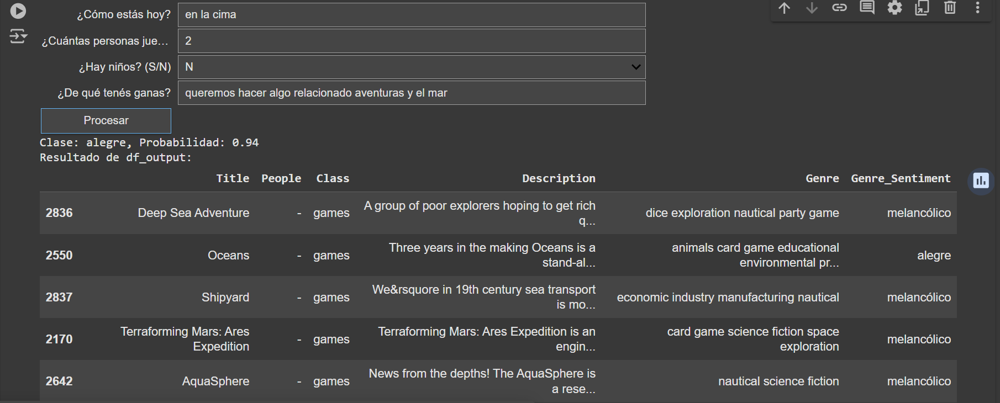 ¿Cómo estás hoy? en la cima
¿Cuántas personas jue... 2
¿Hay niños? (S/N) N
¿De qué tenés ganas? queremos hacer algo relacionado aventuras y el mar
Procesar
Clase: alegre, Probabilidad: 0.94
Resultado de df_output:
Title People Class Description Genre Genre_Sentiment
2836 Deep Sea Adventure - games A group of poor explorers hoping to get rich q... dice exploration nautical party game melancólico
2550 Oceans - games Three years in the making Oceans is a stand-al... animals card game educational environmental pr... alegre
2837 Shipyard - games We&rsquore in 19th century sea transport is mo... economic industry manufacturing nautical melancólico
2170 Terraforming Mars: Ares Expedition - games Terraforming Mars: Ares Expedition is an engin... card game science fiction space exploration melancólico
2642 AquaSphere - games News from the depths! The AquaSphere is a rese... nautical science fiction melancólico